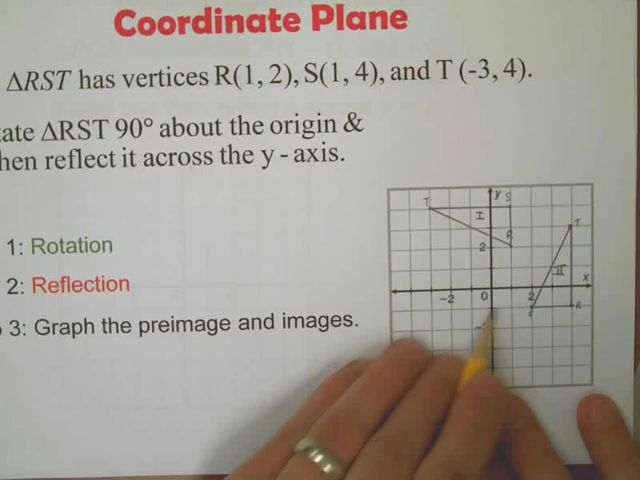 Coordinate Plane
ΔRST has vertices R(1, 2), S(1, 4), and T (-3, 4).
tate ΔRST 90° about the origin &
hen reflect it across the y - axis.
1: Rotation
2: Reflection
3: Graph the preimage and images.
y S
T
I
R
2
T
II
x
-2 0 2